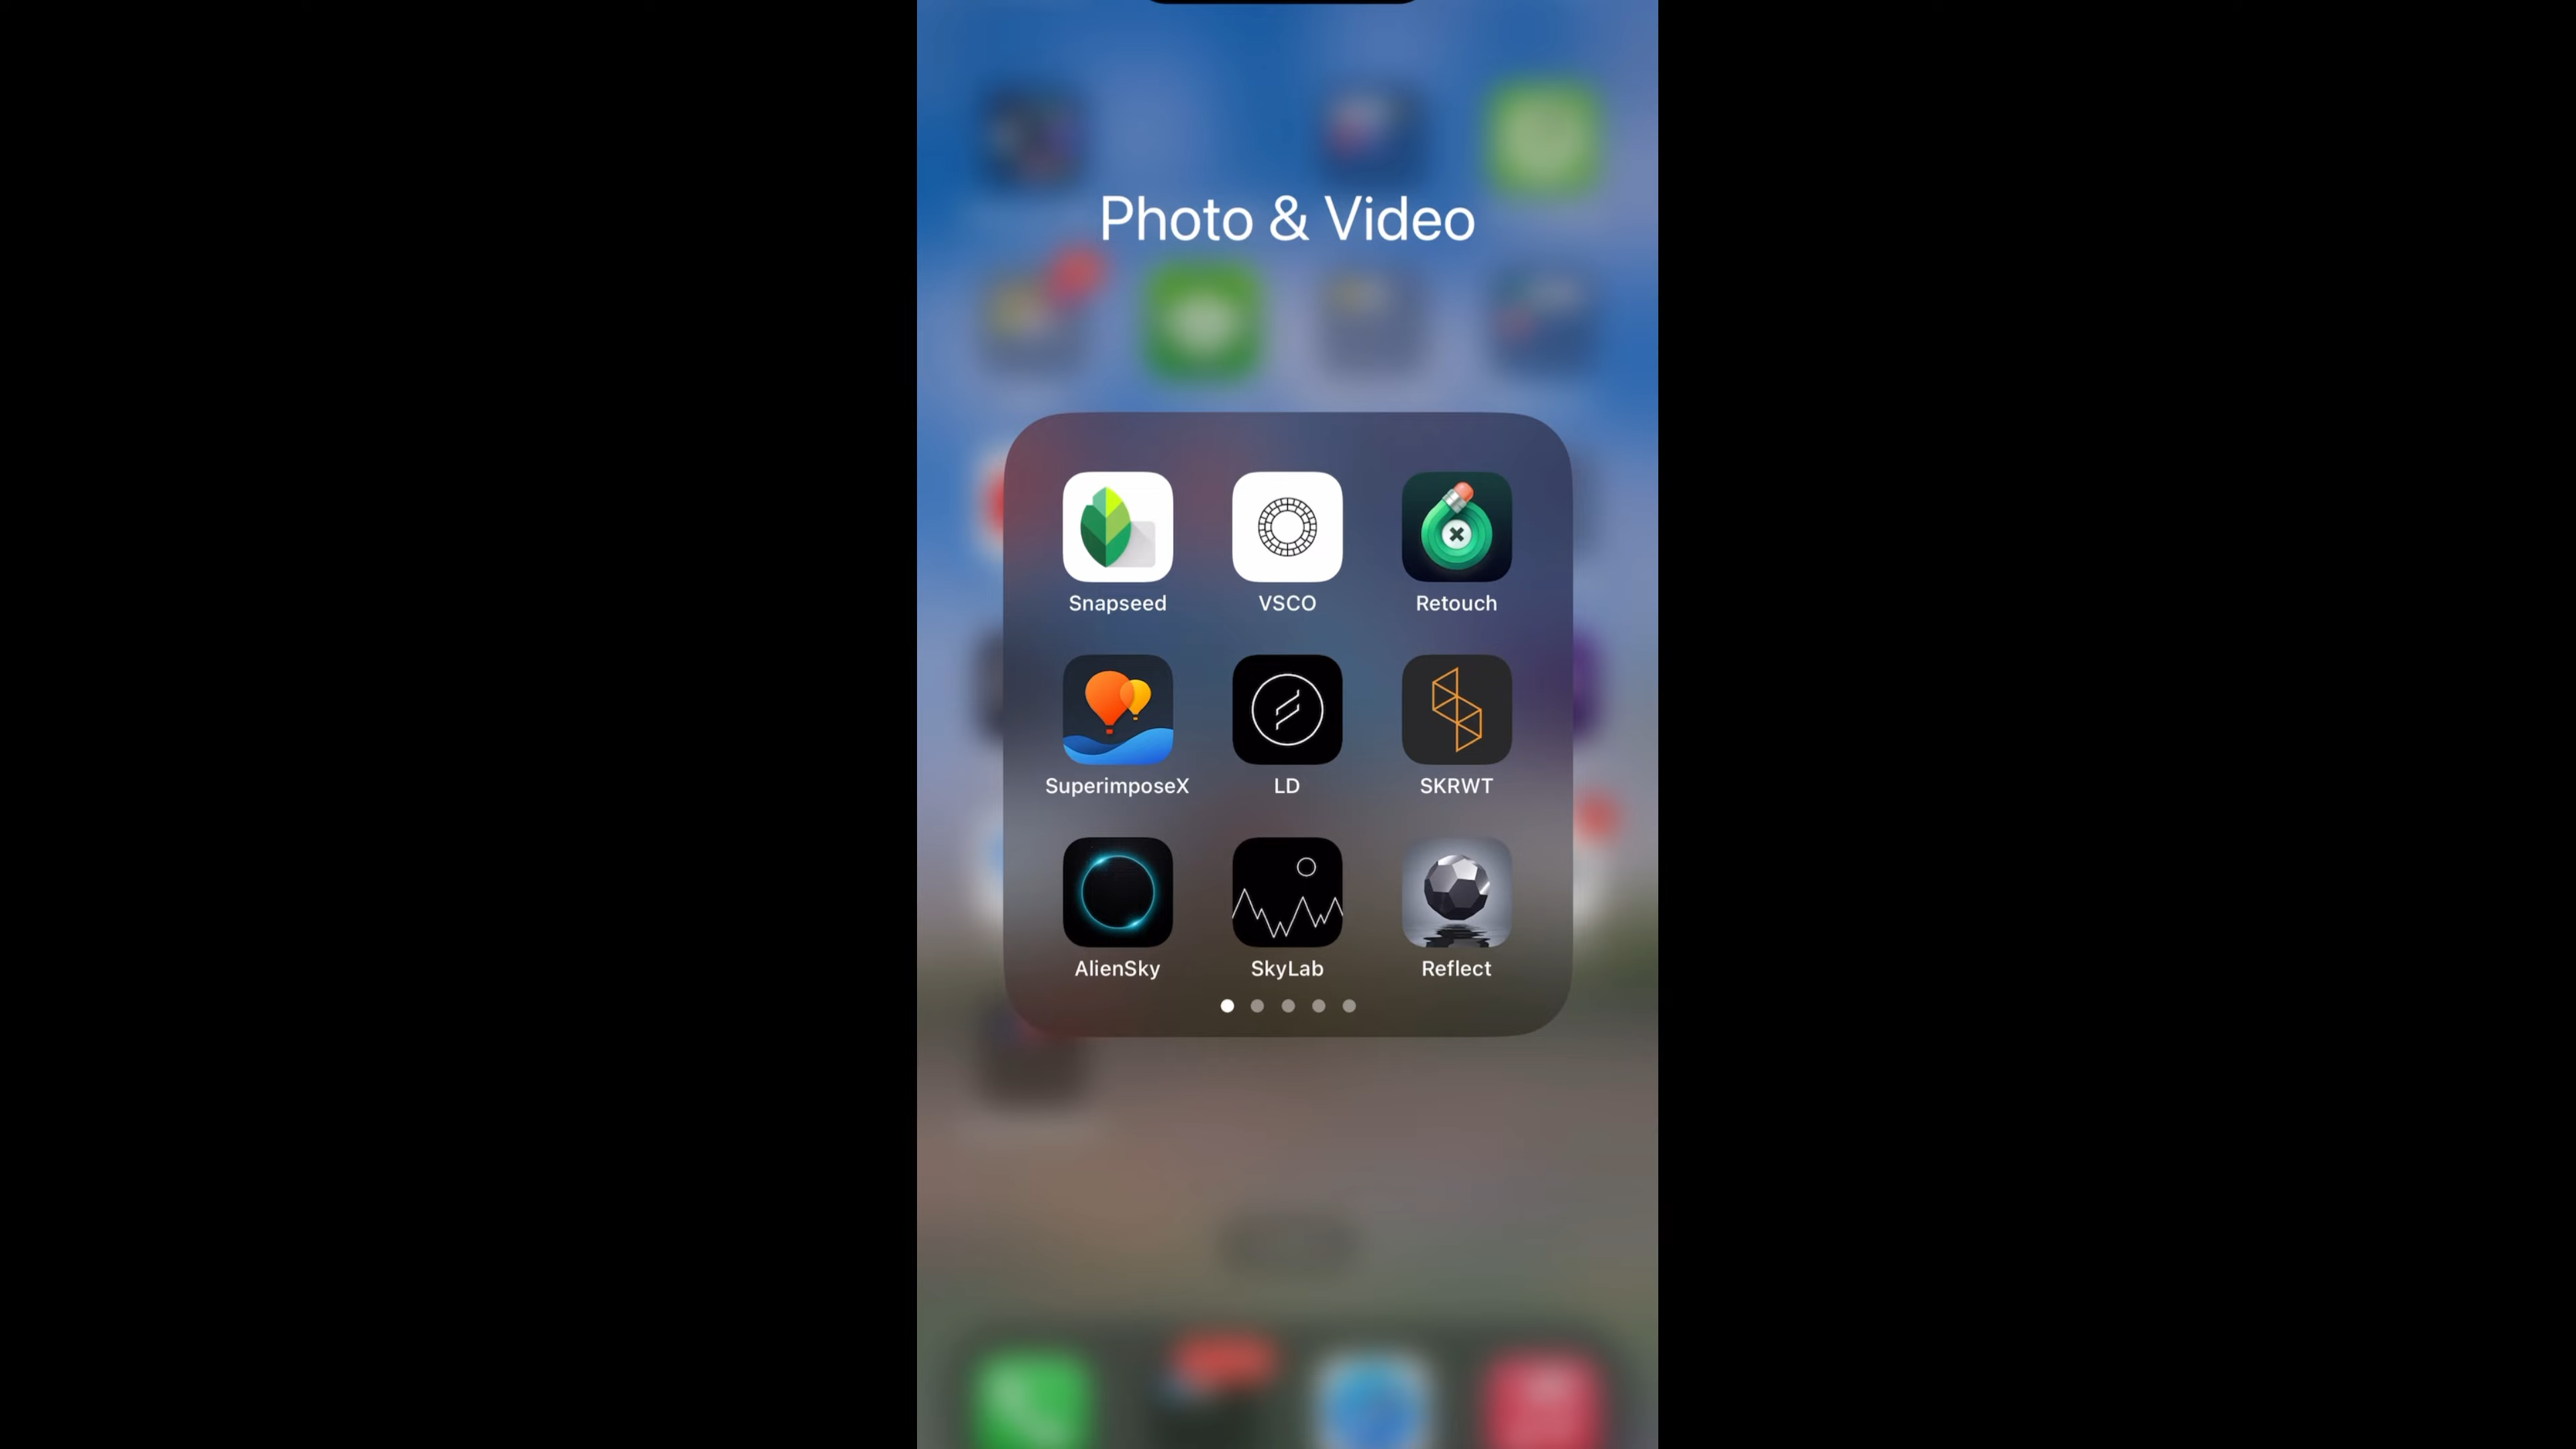 Photo & Video
Snapseed
VSCO
Retouch
SuperimposeX
LD
SKRWT
AlienSky
SkyLab
Reflect